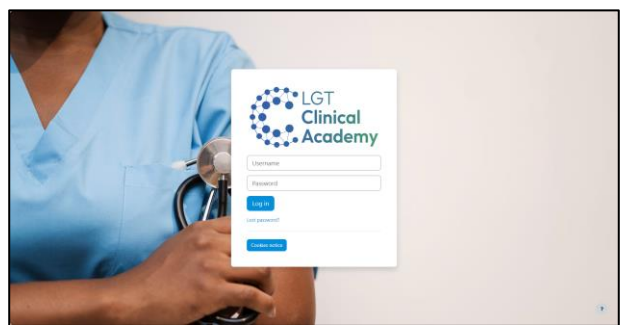 LGT
Clinical
Academy
Username
Password
Log in
Lost password?
Cookies notice
?